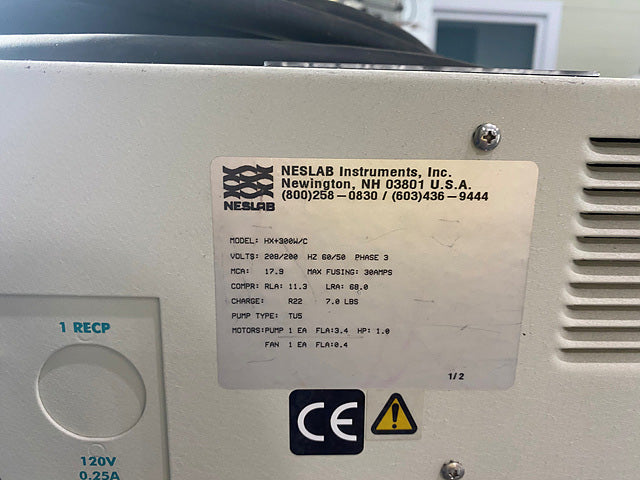 NESLAB Instruments, Inc.
Newington, NH 03801 U.S.A.
(800)258-0830 / (603)436-9444
NESLAB
MODEL: HX+300W/C
VOLTS: 208/200 HZ 60/50 PHASE 3
MCA: 17.9 MAX FUSING: 30AMPS
COMPR: RLA: 11.3 LRA: 68.0
CHARGE: R22 7.0 LBS
PUMP TYPE: TU5
MOTORS:PUMP 1 EA FLA:3.4 HP: 1.0
FAN 1 EA FLA:0.4
1/2
CE
1 RECP
120V
0.25A